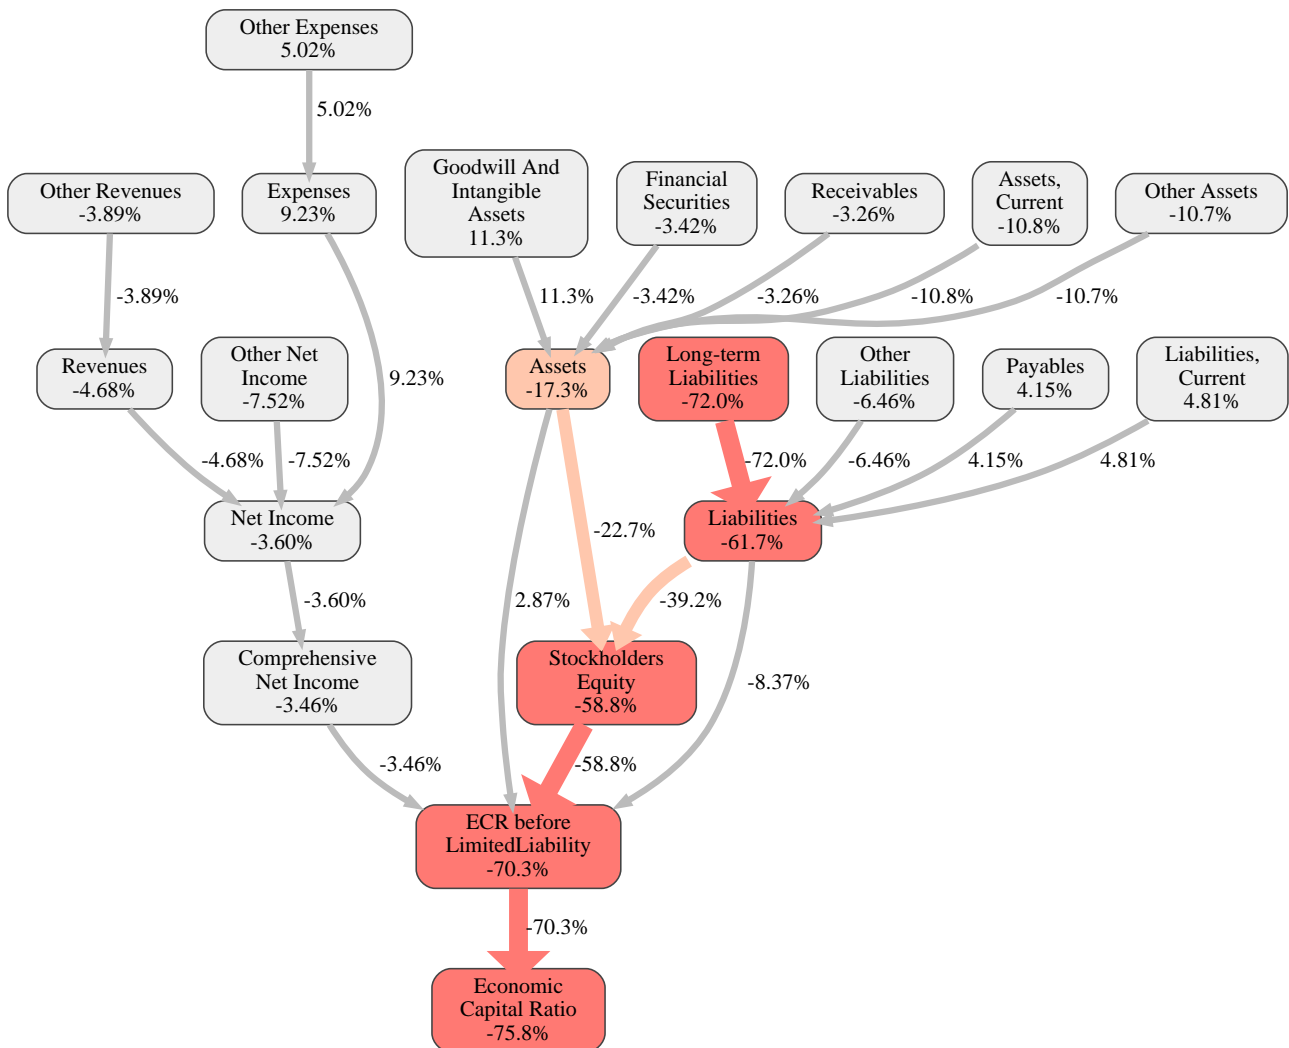 Other Expenses
5.02%
5.02%
Other Revenues
-3.89%
Expenses
9.23%
Goodwill And
Intangible
Assets
11.3%
Financial
Securities
-3.42%
Receivables
-3.26%
Assets,
Current
-10.8%
Other Assets
-10.7%
-3.89%
11.3%
-3.42%
-3.26%
-10.8%
-10.7%
Revenues
-4.68%
Other Net
Income
-7.52%
9.23%
Assets
-17.3%
Long-term
Liabilities
-72.0%
Other
Liabilities
-6.46%
Payables
4.15%
Liabilities,
Current
4.81%
-4.68%
-7.52%
-72.0%
-6.46%
4.15%
4.81%
Net Income
-3.60%
-22.7%
Liabilities
-61.7%
-3.60%
2.87%
-39.2%
Comprehensive
Net Income
-3.46%
Stockholders
Equity
-58.8%
-8.37%
-3.46%
-58.8%
ECR before
LimitedLiability
-70.3%
-70.3%
Economic
Capital Ratio
-75.8%